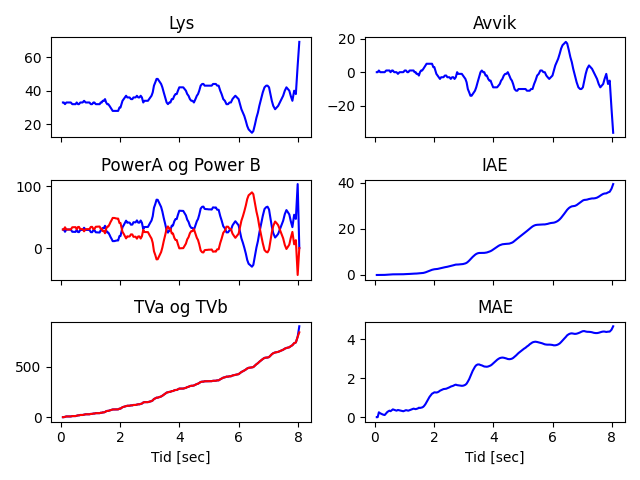 Lys
Avvik
60
40
20
20
0
−20
PowerA og Power B
IAE
100
0
40
20
0
TVa og TVb
MAE
500
0
4
2
0
0 2 4 6 8
0 2 4 6 8
Tid [sec]
Tid [sec]